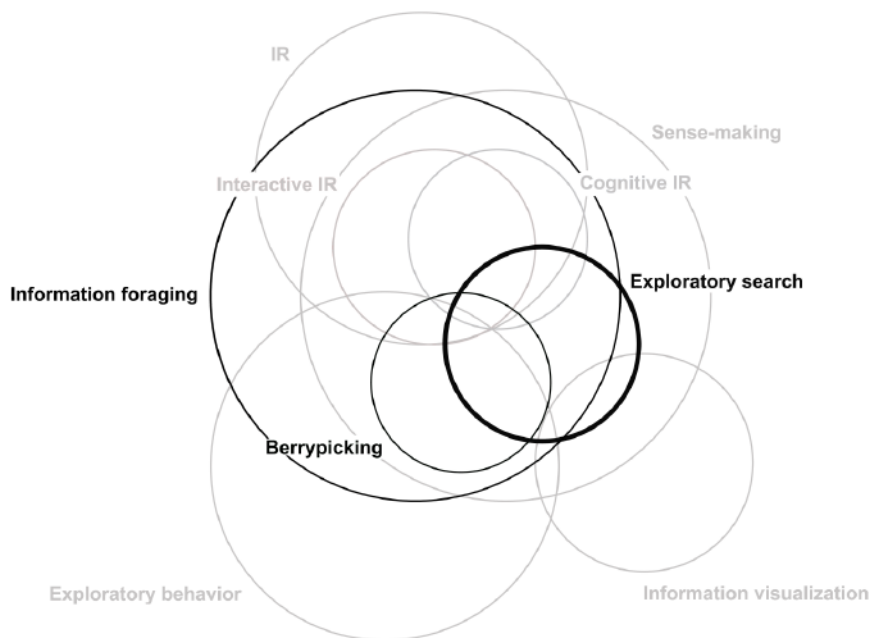 IR
Sense-making
Interactive IR
Cognitive IR
Information foraging
Exploratory search
Berrypicking
Exploratory behavior
Information visualization